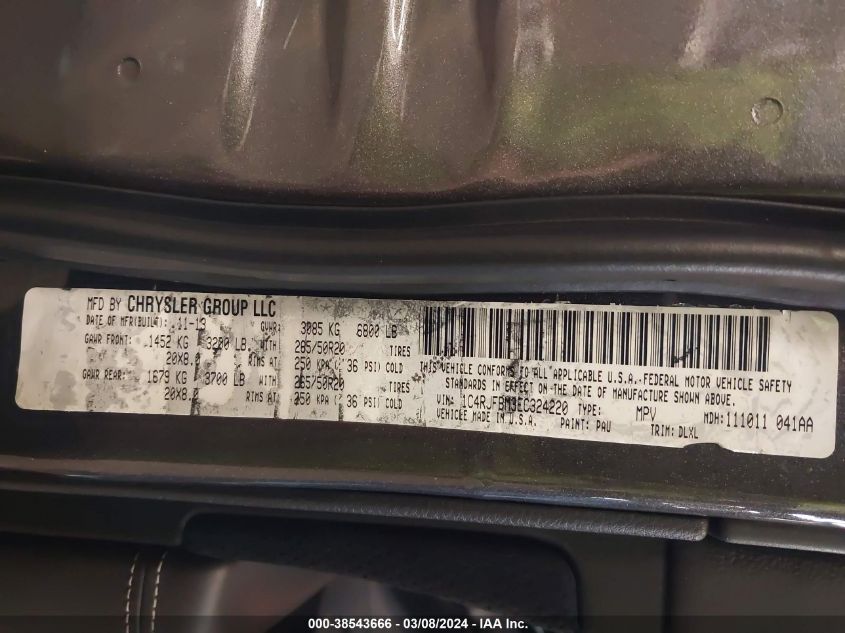 MFD BY CHRYSLER GROUP LLC
DATE OF MFR(BUILT): 11-13 GVWR: 3085 KG 6800 LB
GAWR FRONT: 1452 KG 3200 LB WITH 285/50R20 TIRES
20X8.0 RIMS AT 250 KPA ( 36 PSI) COLD
GAWR REAR: 1679 KG 3700 LB WITH 265/50R20 TIRES
20X8.0 RIMS AT: 250 KPA ( 36 PSI) COLD
THIS VEHICLE CONFORMS TO ALL APPLICABLE U.S.A. FEDERAL MOTOR VEHICLE SAFETY
STANDARDS IN EFFECT ON THE DATE OF MANUFACTURE SHOWN ABOVE.
VIN: 1C4RJFBM3EC324220 TYPE: MPV MDH:111011 041AA
VEHICLE MADE IN U.S.A. PAINT: PAU TRIM: DLXL
000-38543666 - 03/08/2024 - IAA Inc.